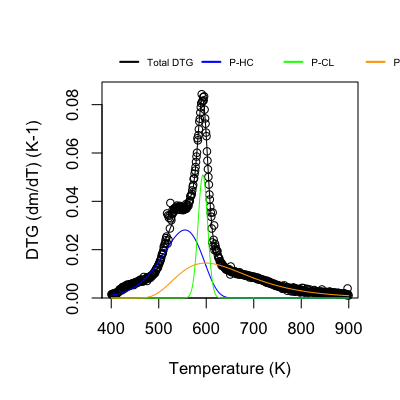 Total DTG P-HC P-CL P
DTG (dm/dT) (K-1)
0.08
0.06
0.04
0.02
0.00
400 500 600 700 800 900
Temperature (K)